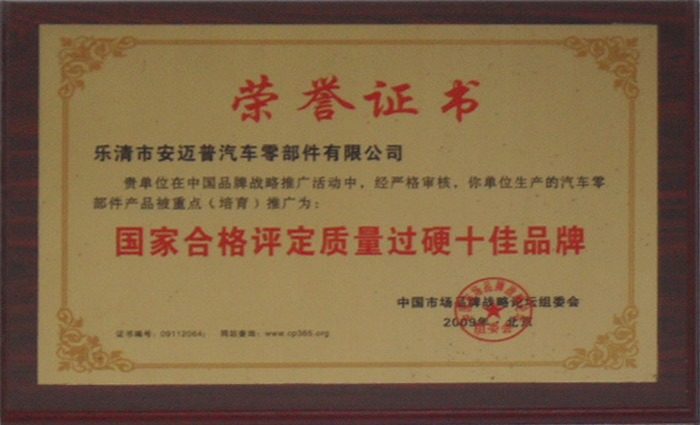 荣誉证书
乐清市安迈普汽车零部件有限公司
贵单位在中国品牌战略推广活动中，经严格审核，你单位生产的汽车零
部件产品被重点（培育）推广为：
国家合格评定质量过硬十佳品牌
中国市场品牌战略论坛组委会
2009年·北京
证书编号：09112064； 网站查询：www.cp365.org